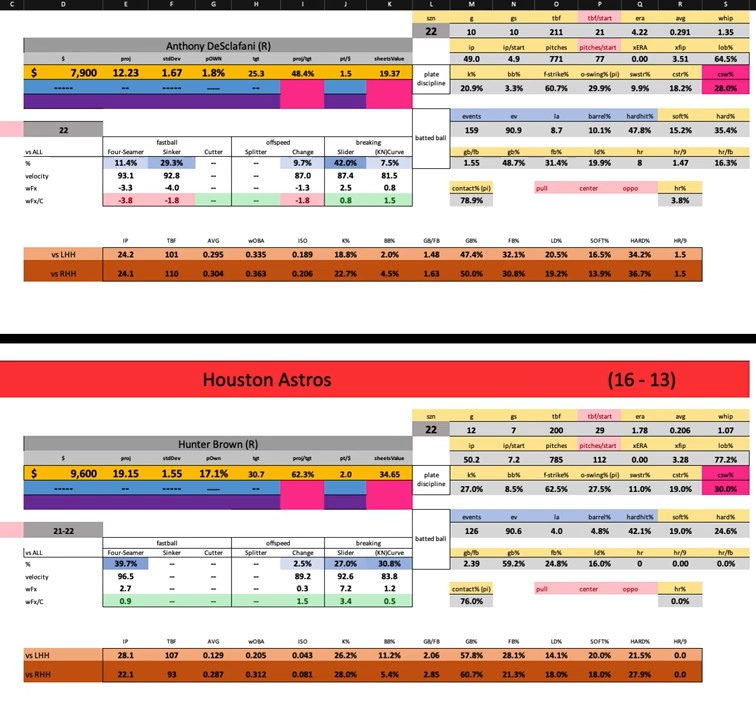 C D E F G H I J K L M N O P Q R S
szn g gs tbf tbf/start era avg whip
22 10 10 211 21 4.22 0.291 1.35
Anthony DeSclafani (R) ip ip/start pitches pitches/start xERA xfip lob%
$ proj stdDev pOWN tgt proj/tgt pt/$ sheetsValue 49.0 4.9 771 77 0.00 3.51 64.5%
$ 7,900 12.23 1.67 1.8% 25.3 48.4% 1.5 19.37 plate discipline k% bb% f-strike% o-swing% (pi) swstr% cstr% csw%
----- -- --- ---- -- 20.9% 3.3% 60.7% 29.9% 9.9% 18.2% 28.0%
events ev la barrel% hardhit% soft% hard%
22 batted ball 159 90.9 8.7 10.1% 47.8% 15.2% 35.4%
fastball offspeed breaking
vs ALL Four-Seamer Sinker Cutter Splitter Change Slider (KN)Curve gb/fb gb% fb% ld% hr hr/9 hr/fb
% 11.4% 29.3% -- -- 9.7% 42.0% 7.5% 1.55 48.7% 31.4% 19.9% 8 1.47 16.3%
velocity 93.1 92.8 -- -- 87.0 87.4 81.5
wFx -3.3 -4.0 -- -- -1.3 2.5 0.8 contact% (pi) pull center oppo hr%
wFx/C -3.8 -1.8 -- -- -1.8 0.8 1.5 78.9% 3.8%
IP TBF AVG wOBA ISO K% BB% GB/FB GB% FB% LD% SOFT% HARD% HR/9
vs LHH 24.2 101 0.295 0.335 0.189 18.8% 2.0% 1.48 47.4% 32.1% 20.5% 16.5% 34.2% 1.5
vs RHH 24.1 110 0.304 0.363 0.206 22.7% 4.5% 1.63 50.0% 30.8% 19.2% 13.9% 36.7% 1.5
Houston Astros (16 - 13)
szn g gs tbf tbf/start era avg whip
22 12 7 200 29 1.78 0.206 1.07
Hunter Brown (R) ip ip/start pitches pitches/start xERA xfip lob%
$ proj stdDev pOwn tgt proj/tgt pt/$ sheetsValue 50.2 7.2 785 112 0.00 3.28 77.2%
$ 9,600 19.15 1.55 17.1% 30.7 62.3% 2.0 34.65 plate discipline k% bb% f-strike% o-swing% (pi) swstr% cstr% csw%
----- -- --- ---- -- 27.0% 8.5% 62.5% 27.5% 11.0% 19.0% 30.0%
events ev la barrel% hardhit% soft% hard%
21-22 batted ball 126 90.6 4.0 4.8% 42.1% 19.0% 24.6%
fastball offspeed breaking
vs ALL Four-Seamer Sinker Cutter Splitter Change Slider (KN)Curve gb/fb gb% fb% ld% hr hr/9 hr/fb
% 39.7% -- -- -- 2.5% 27.0% 30.8% 2.39 59.2% 24.8% 16.0% 0 0.00 0.0%
velocity 96.5 -- -- -- 89.2 92.6 83.8
wFx 2.7 -- -- -- 0.3 7.2 1.2 contact% (pi) pull center oppo hr%
wFx/C 0.9 -- -- -- 1.5 3.4 0.5 76.0% 0.0%
IP TBF AVG wOBA ISO K% BB% GB/FB GB% FB% LD% SOFT% HARD% HR/9
vs LHH 28.1 107 0.129 0.205 0.043 26.2% 11.2% 2.06 57.8% 28.1% 14.1% 20.0% 21.5% 0.0
vs RHH 22.1 93 0.287 0.312 0.081 28.0% 5.4% 2.85 60.7% 21.3% 18.0% 18.0% 27.9% 0.0